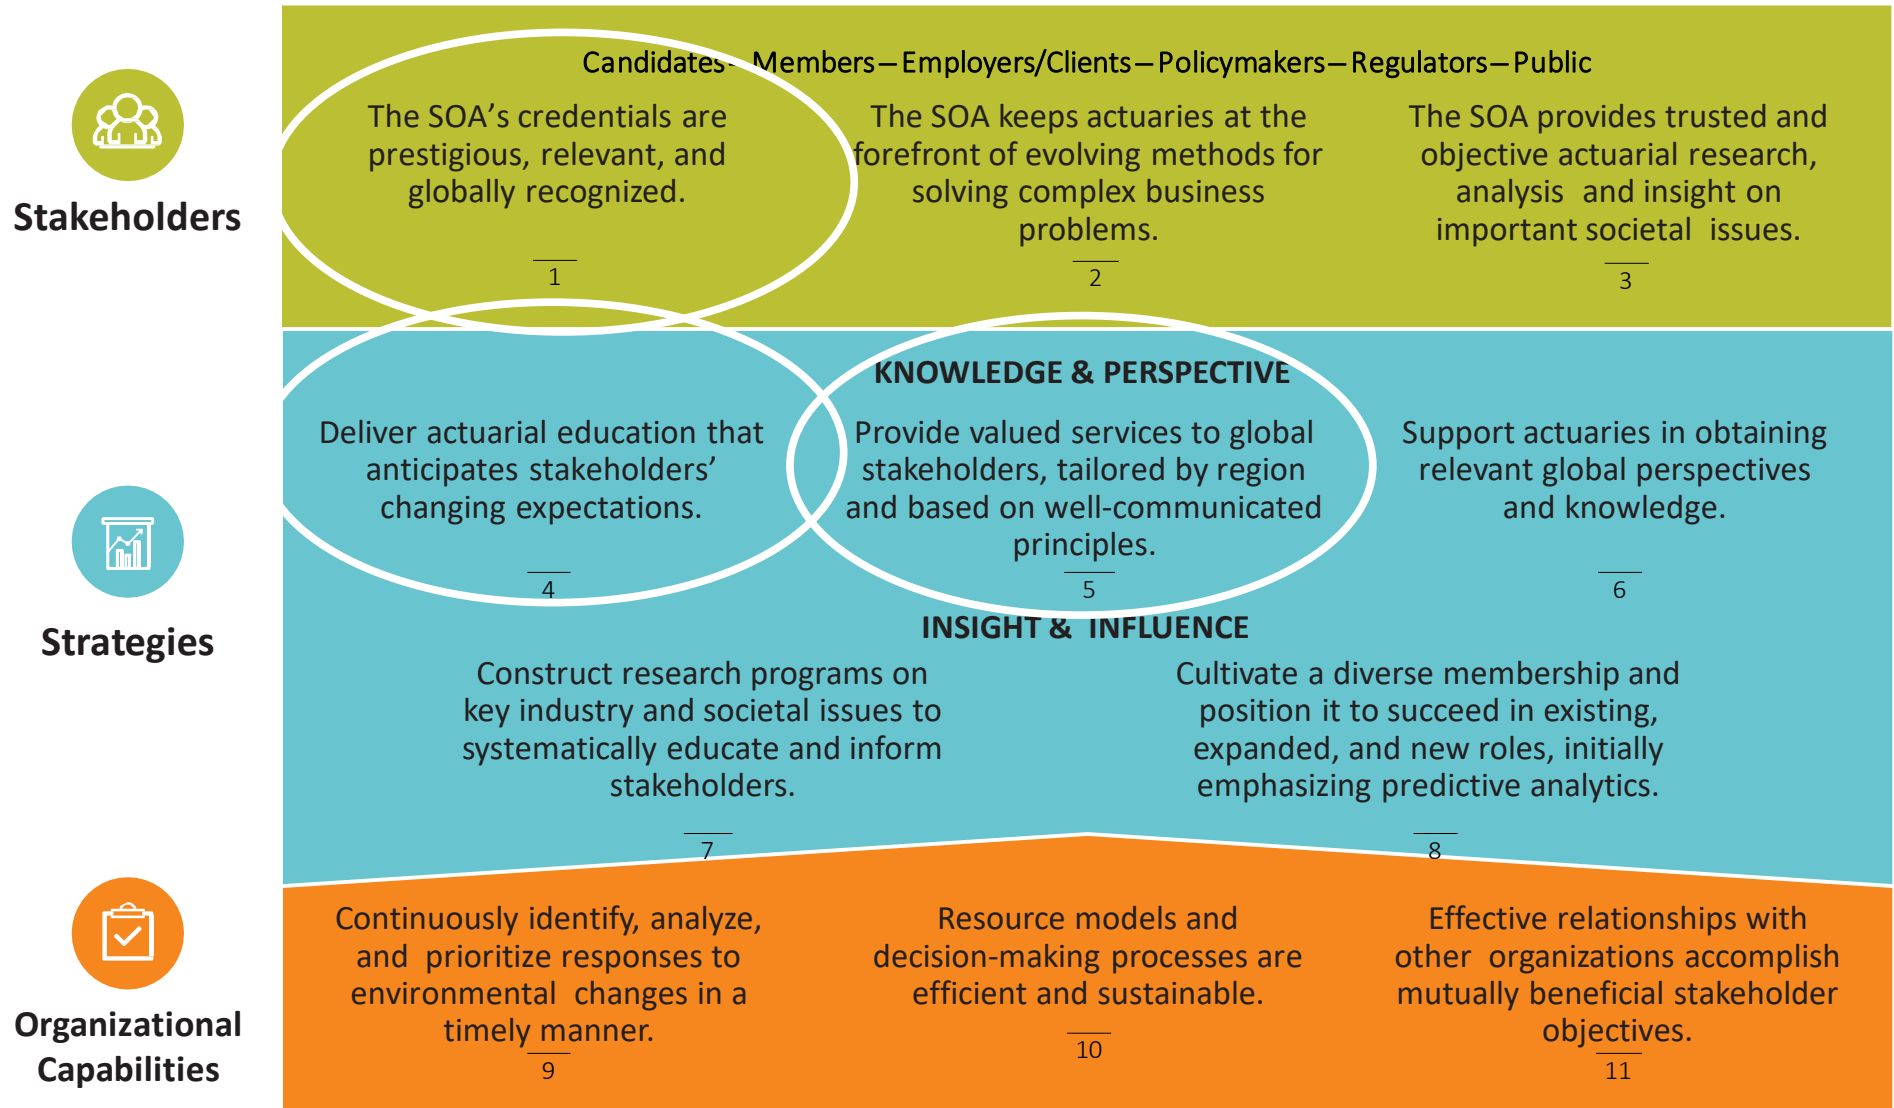 Candidates– Members – Employers/Clients – Policymakers – Regulators – Public
Stakeholders
The SOA’s credentials are
prestigious, relevant, and
globally recognized.
1
The SOA keeps actuaries at the
forefront of evolving methods for
solving complex business
problems.
2
The SOA provides trusted and
objective actuarial research,
analysis and insight on
important societal issues.
3
Strategies
KNOWLEDGE & PERSPECTIVE
Deliver actuarial education that
anticipates stakeholders’
changing expectations.
4
Provide valued services to global
stakeholders, tailored by region
and based on well-communicated
principles.
5
Support actuaries in obtaining
relevant global perspectives
and knowledge.
6
INSIGHT & INFLUENCE
Construct research programs on
key industry and societal issues to
systematically educate and inform
stakeholders.
7
Cultivate a diverse membership and
position it to succeed in existing,
expanded, and new roles, initially
emphasizing predictive analytics.
8
Organizational
Capabilities
Continuously identify, analyze,
and prioritize responses to
environmental changes in a
timely manner.
9
Resource models and
decision-making processes are
efficient and sustainable.
10
Effective relationships with
other organizations accomplish
mutually beneficial stakeholder
objectives.
11